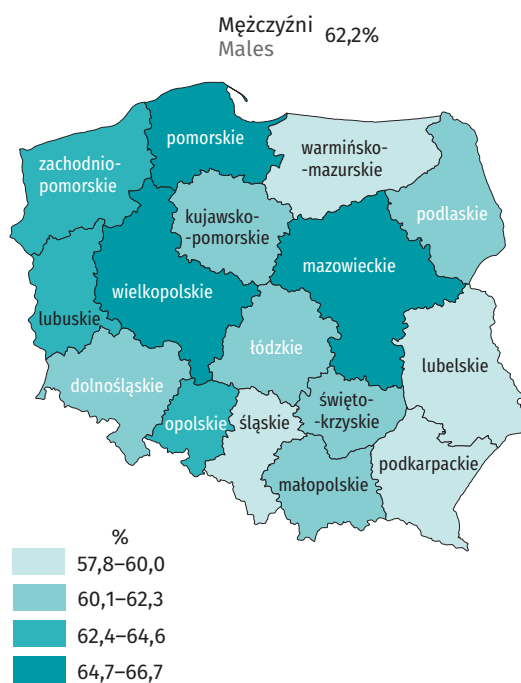 Mężczyźni 62,2%
Males
pomorskie
warmińsko-
-mazurskie
zachodnio-
pomorskie
podlaskie
kujawsko-
-pomorskie
mazowieckie
wielkopolskie
lubuskie
łódzkie
lubelskie
dolnośląskie
święto-
-krzyskie
opolskie
śląskie
podkarpackie
małopolskie
%
57,8–60,0
60,1–62,3
62,4–64,6
64,7–66,7